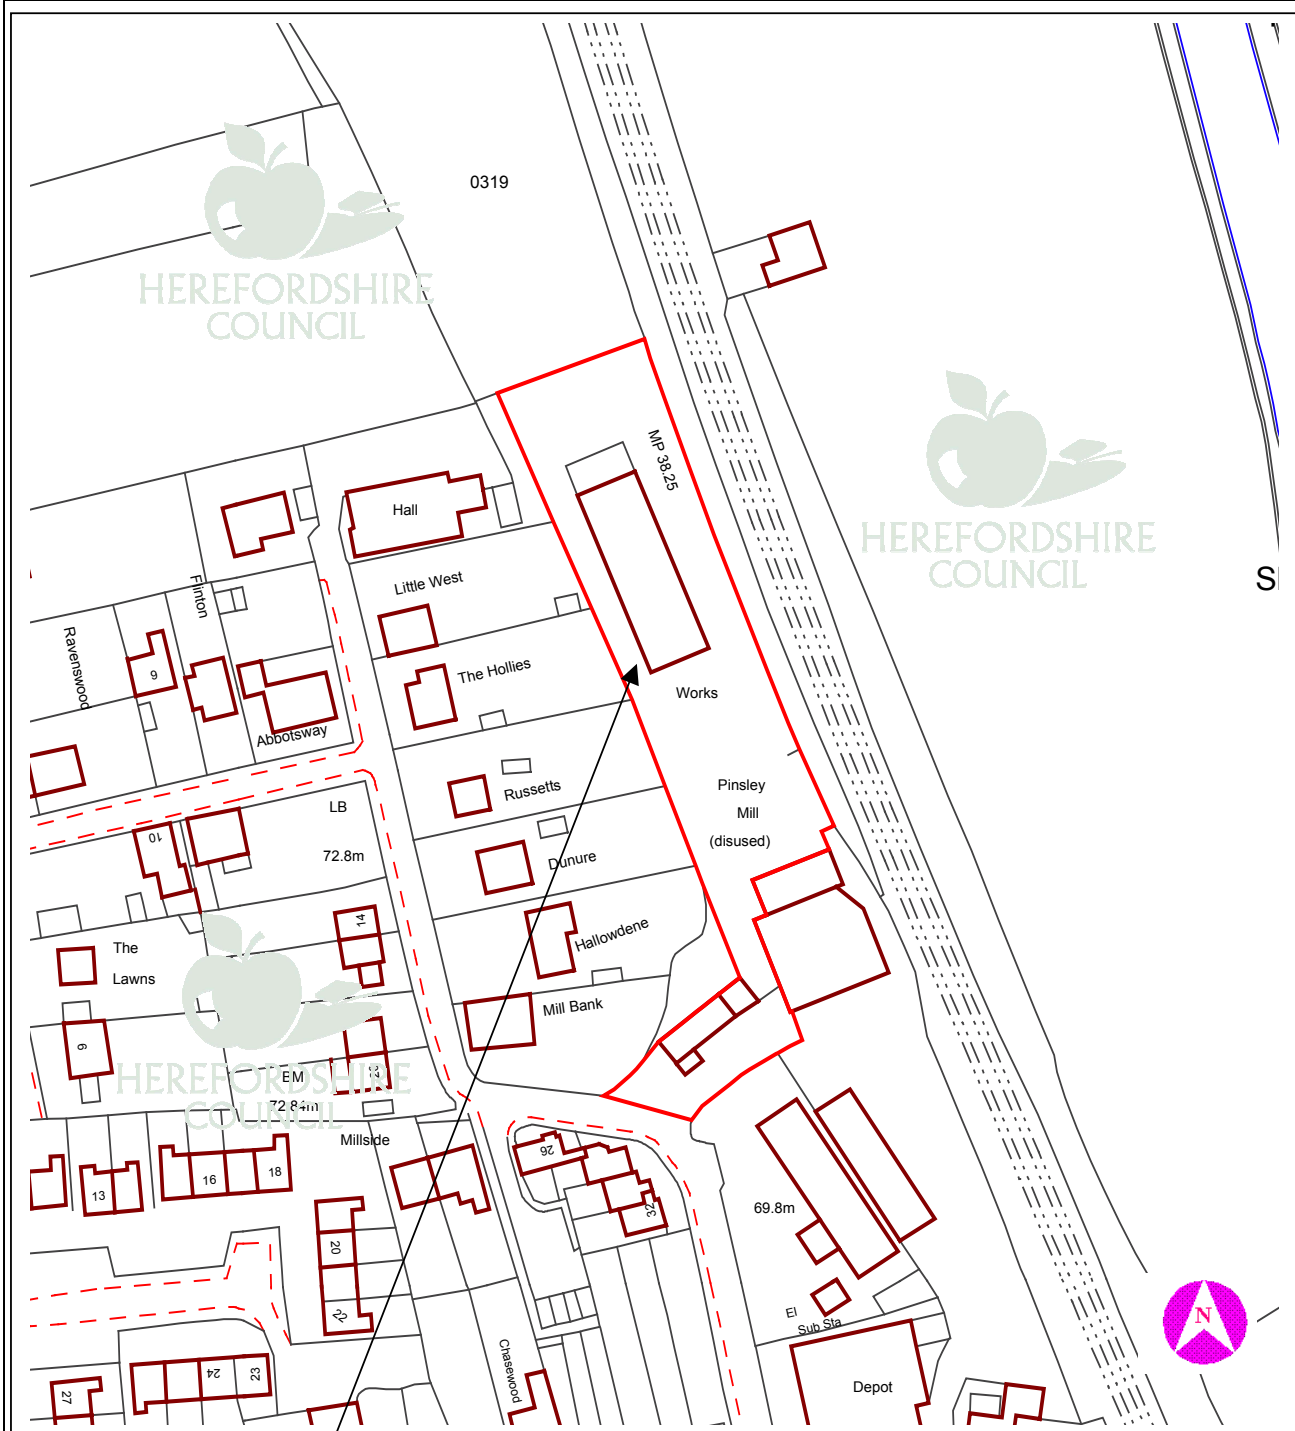 0319
HEREFORDSHIRE
COUNCIL
MP 38.25
HEREFORDSHIRE
COUNCIL
Hall
Little West
Flinton
Ravenswood
9
The Hollies
Works
Abbotsway
Pinsley
Mill
(disused)
Russetts
LB
10
72.8m
Dunure
14
Hallowdene
The
Lawns
Mill Bank
9
HEREFORDSHIRE
COUNCIL
BM
72.84m
Millside
26
16
18
13
32
69.8m
20
22
El
Sub Sta
Chasewood
N
24
23
27
Depot